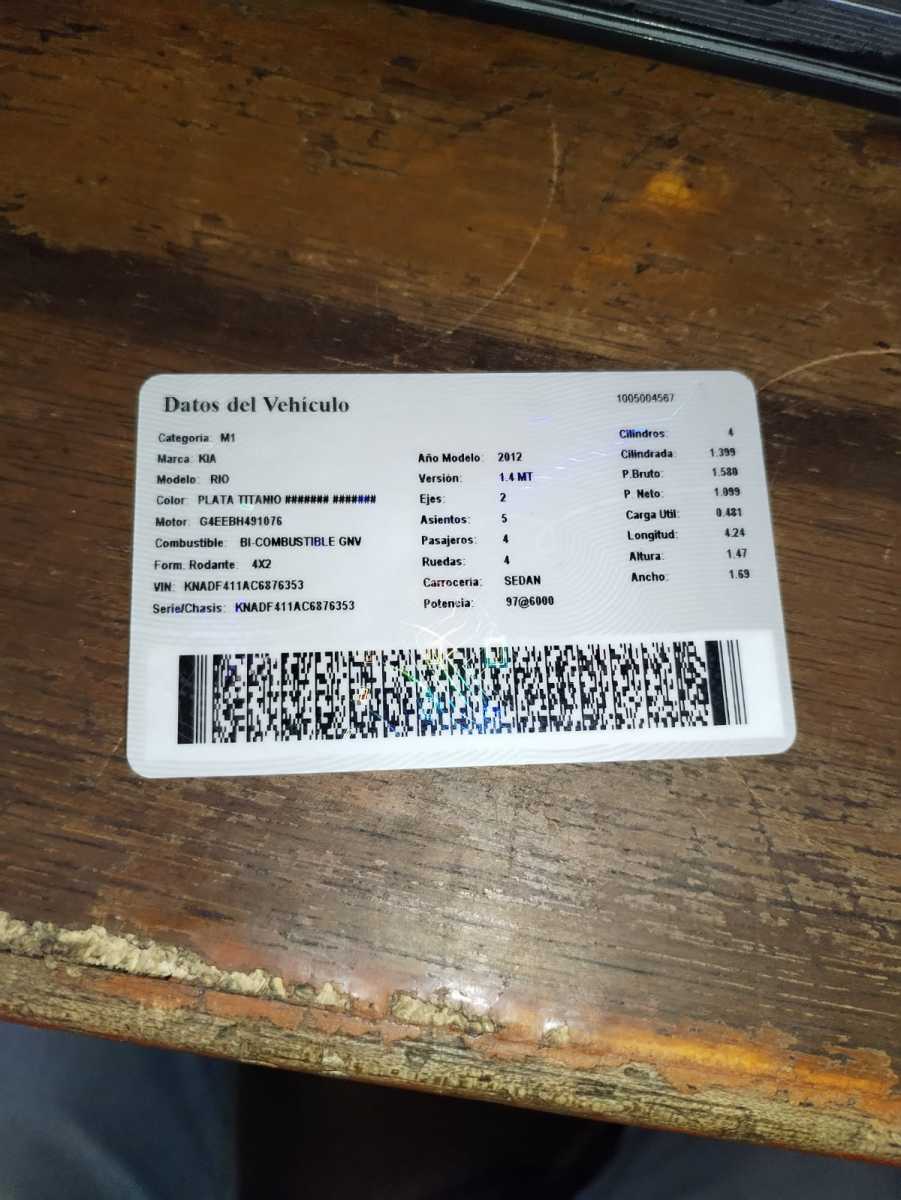 Datos del Vehículo
1005004567
Categoria: M1
Marca: KIA
Modelo: RIO
Color: PLATA TITANIO ####### #######
Motor: G4EEBH491076
Combustible: BI-COMBUSTIBLE GNV
Form. Rodante: 4X2
VIN: KNADF411AC6876353
Serie/Chasis: KNADF411AC6876353
Año Modelo: 2012
Versión: 1.4 MT
Ejes: 2
Asientos: 5
Pasajeros: 4
Ruedas: 4
Carrocería: SEDAN
Potencia: 97@6000
Cilindros: 4
Cilindrada: 1.399
P.Bruto: 1.580
P. Neto: 1.099
Carga Util: 0.481
Longitud: 4.24
Altura: 1.47
Ancho: 1.69